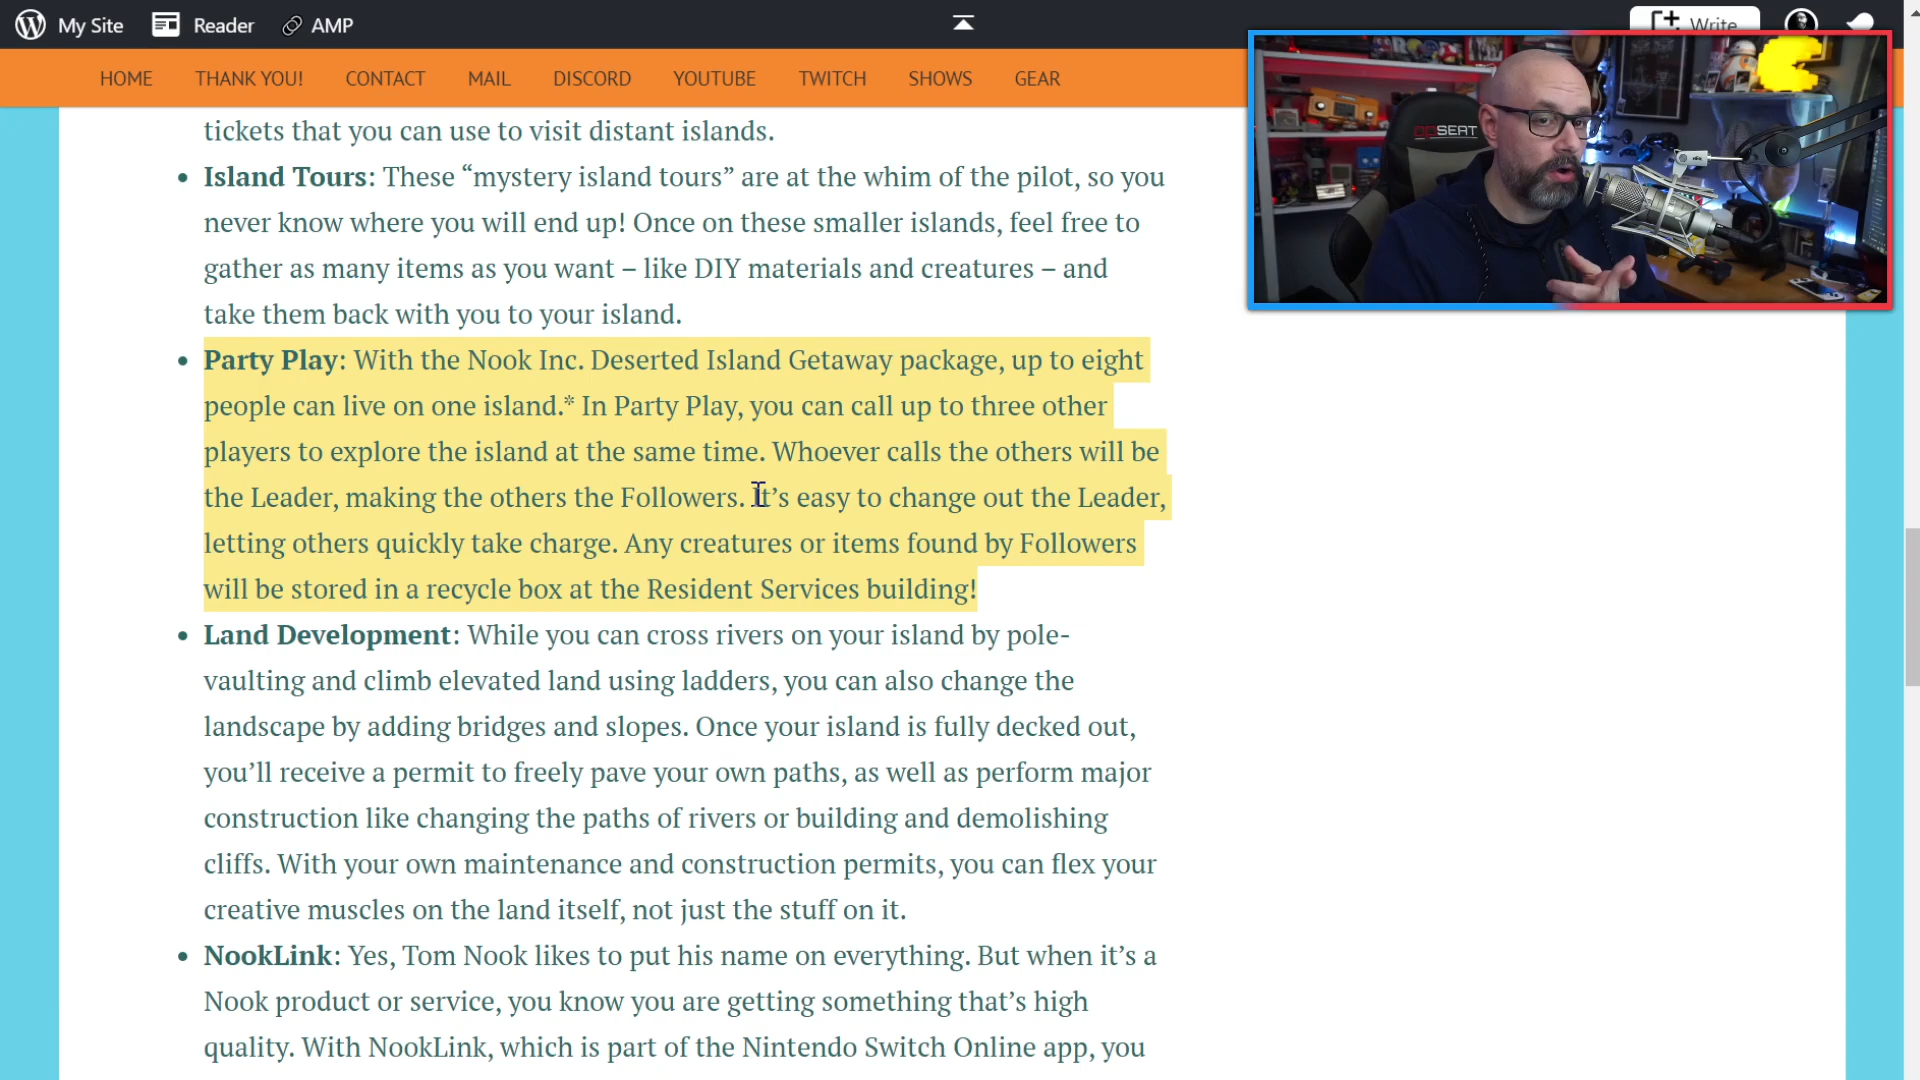 My Site Reader AMP Write
HOME THANK YOU! CONTACT MAIL DISCORD YOUTUBE TWITCH SHOWS GEAR
tickets that you can use to visit distant islands.
• Island Tours: These “mystery island tours” are at the whim of the pilot, so you
never know where you will end up! Once on these smaller islands, feel free to
gather as many items as you want – like DIY materials and creatures – and
take them back with you to your island.
• Party Play: With the Nook Inc. Deserted Island Getaway package, up to eight
people can live on one island.* In Party Play, you can call up to three other
players to explore the island at the same time. Whoever calls the others will be
the Leader, making the others the Followers. It’s easy to change out the Leader,
letting others quickly take charge. Any creatures or items found by Followers
will be stored in a recycle box at the Resident Services building!
• Land Development: While you can cross rivers on your island by pole-
vaulting and climb elevated land using ladders, you can also change the
landscape by adding bridges and slopes. Once your island is fully decked out,
you’ll receive a permit to freely pave your own paths, as well as perform major
construction like changing the paths of rivers or building and demolishing
cliffs. With your own maintenance and construction permits, you can flex your
creative muscles on the land itself, not just the stuff on it.
• NookLink: Yes, Tom Nook likes to put his name on everything. But when it’s a
Nook product or service, you know you are getting something that’s high
quality. With NookLink, which is part of the Nintendo Switch Online app, you